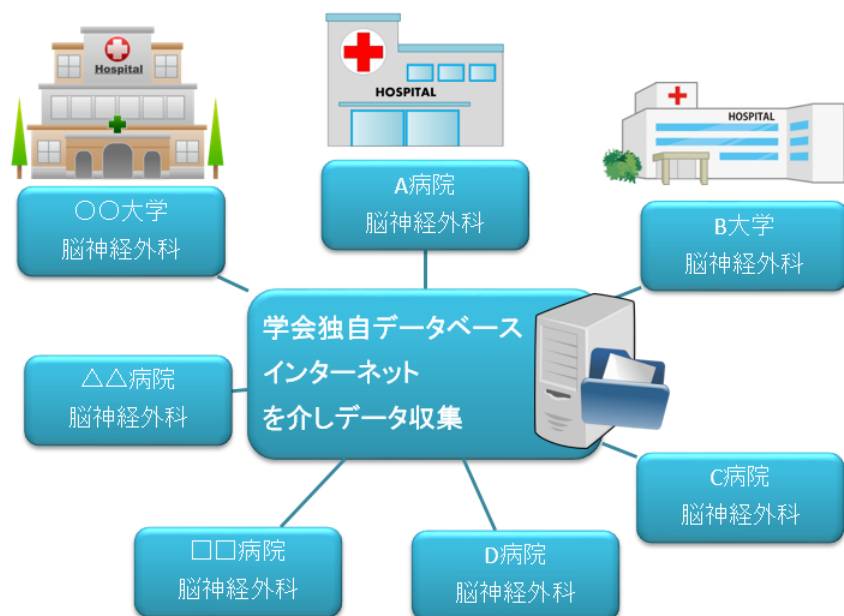 Hospital
HOSPITAL
HOSPITAL
〇〇大学
脳神経外科
A病院
脳神経外科
B大学
脳神経外科
学会独自データベース
インターネット
を介しデータ収集
△△病院
脳神経外科
C病院
脳神経外科
□□病院
脳神経外科
D病院
脳神経外科